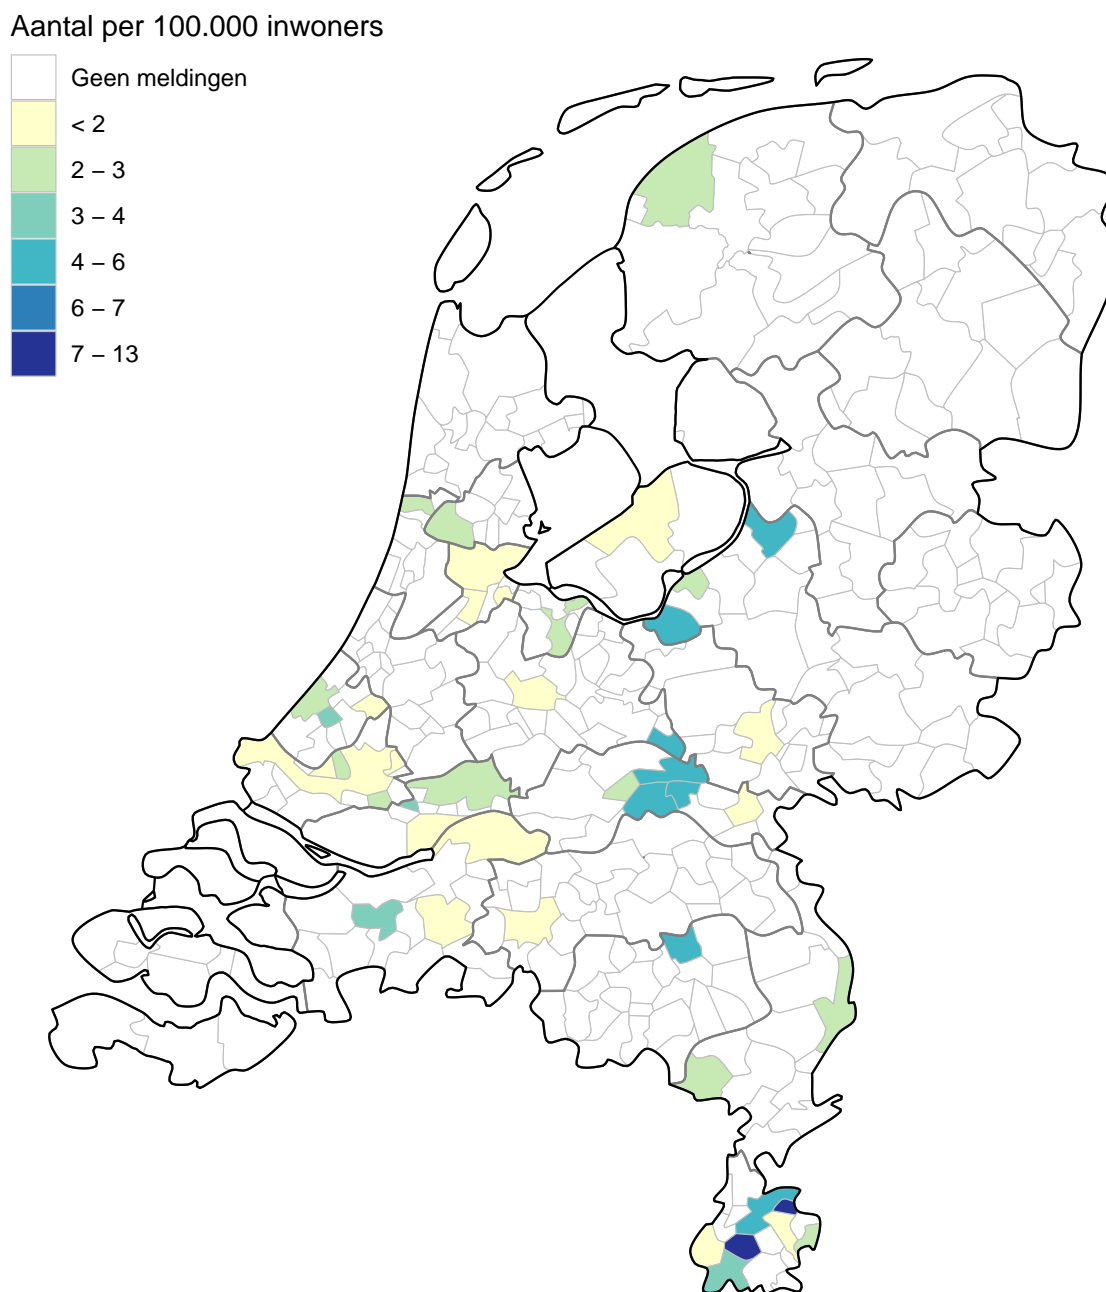 Aantal per 100.000 inwoners
Geen meldingen
< 2
2 – 3
3 – 4
4 – 6
6 – 7
7 – 13